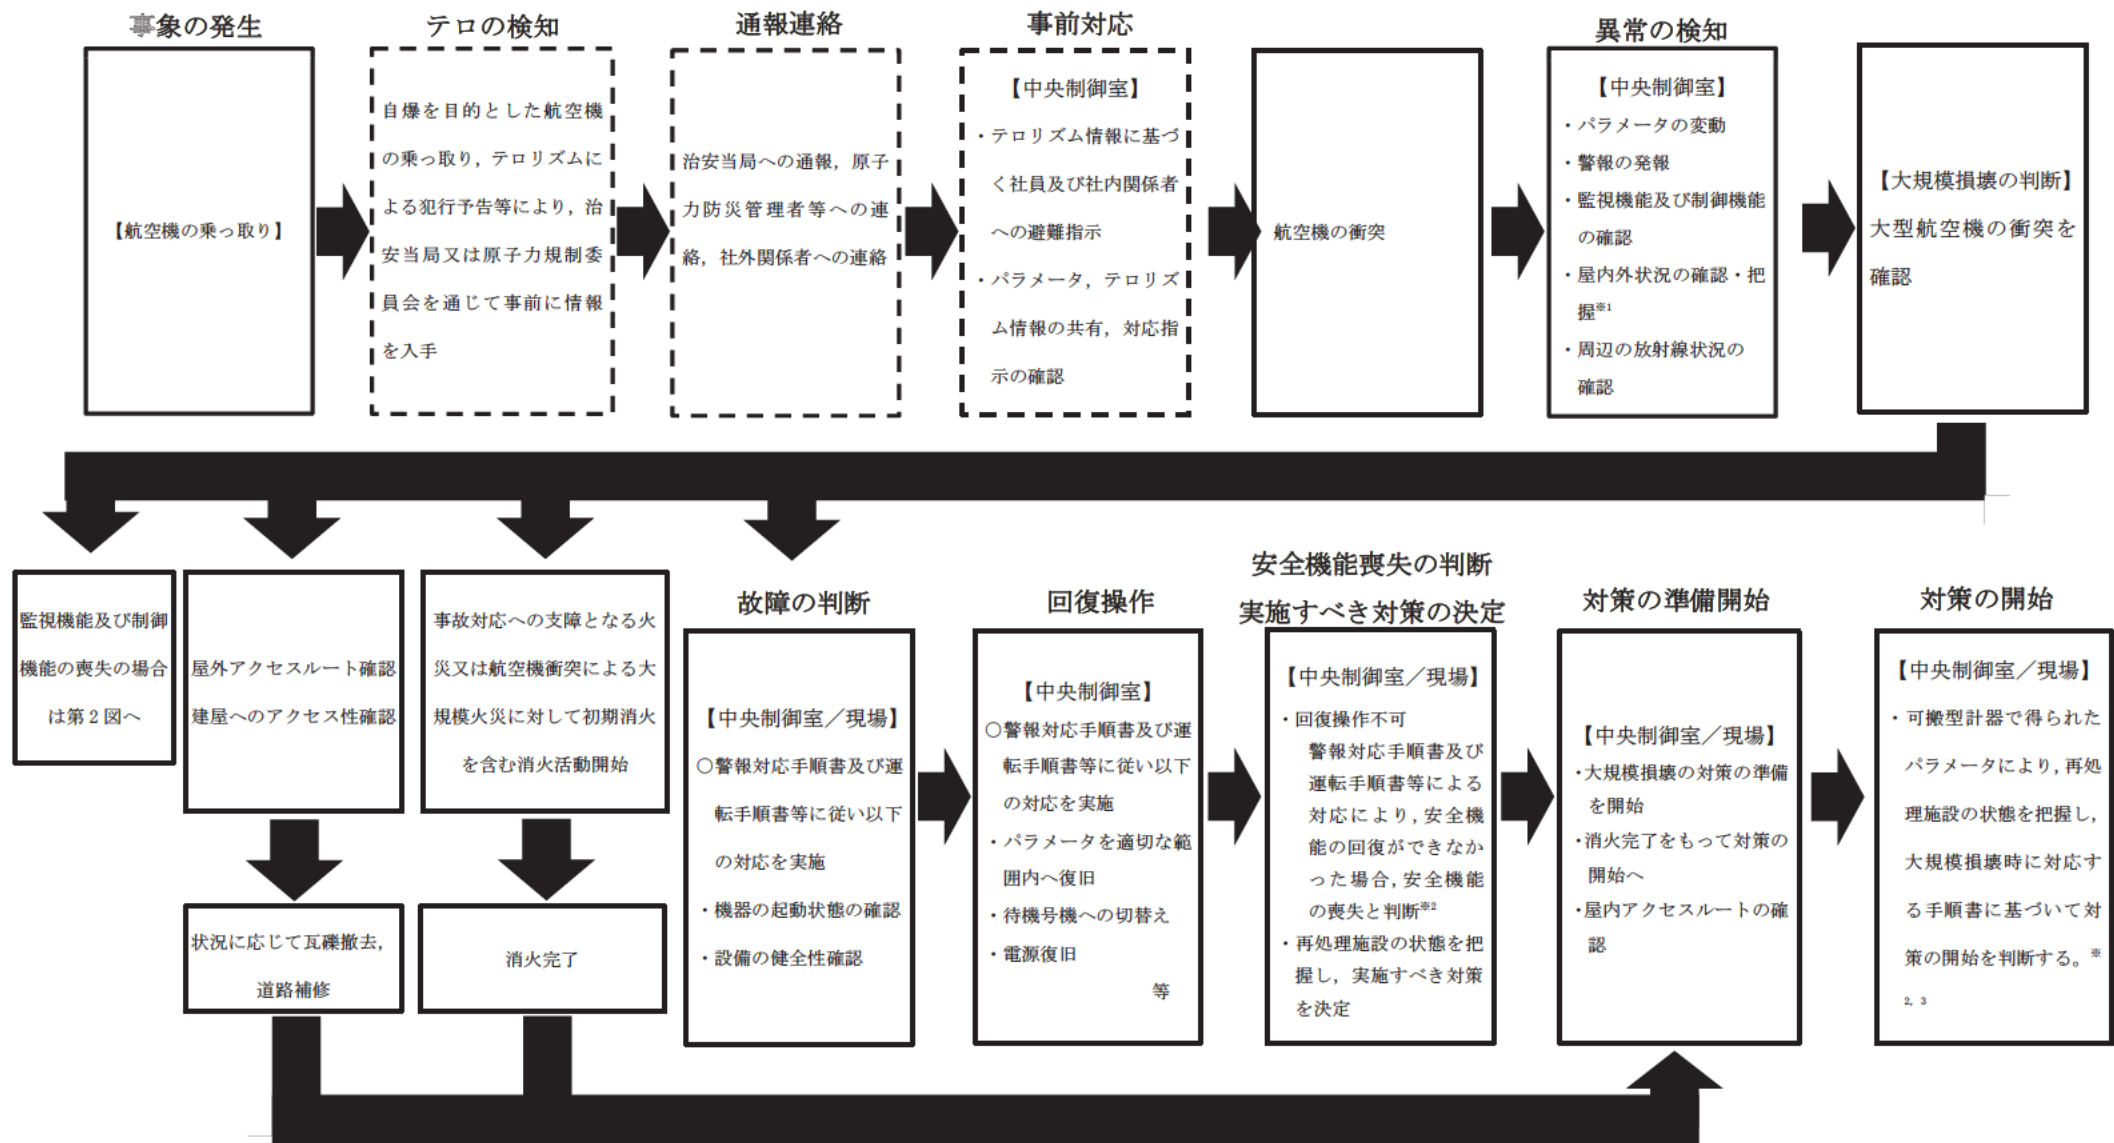 事象の発生
【航空機の乗っ取り】
テロの検知
自爆を目的とした航空機
の乗っ取り，テロリズムに
よる犯行予告等により，治
安当局又は原子力規制委
員会を通じて事前に情報
を入手
通報連絡
治安当局への通報，原子
力防災管理者等への連
絡，社外関係者への連絡
事前対応
【中央制御室】
・テロリズム情報に基づ
く社員及び社内関係者
への避難指示
・パラメータ，テロリズ
ム情報の共有，対応指
示の確認
航空機の衝突
異常の検知
【中央制御室】
・パラメータの変動
・警報の発報
・監視機能及び制御機能
の確認
・屋内外状況の確認・把
握※1
・周辺の放射線状況の
確認
【大規模損壊の判断】
大型航空機の衝突を
確認
監視機能及び制御
機能の喪失の場合
は第２図へ
屋外アクセスルート確認
建屋へのアクセス性確認
状況に応じて瓦礫撤去，
道路補修
事故対応への支障となる火
災又は航空機衝突による大
規模火災に対して初期消火
を含む消火活動開始
消火完了
故障の判断
【中央制御室／現場】
○警報対応手順書及び運
転手順書等に従い以下
の対応を実施
・機器の起動状態の確認
・設備の健全性確認
回復操作
【中央制御室】
○警報対応手順書及び運
転手順書等に従い以下
の対応を実施
・パラメータを適切な範
囲内へ復旧
・待機号機への切替え
・電源復旧
等
安全機能喪失の判断
実施すべき対策の決定
【中央制御室／現場】
・回復操作不可
警報対応手順書及び
運転手順書等による
対応により，安全機
能の回復ができなか
った場合，安全機能
の喪失と判断※2
・再処理施設の状態を把
握し，実施すべき対策
を決定
対策の準備開始
【中央制御室／現場】
・大規模損壊の対策の準備
を開始
・消火完了をもって対策の
開始へ
・屋内アクセスルートの確
認
対策の開始
【中央制御室／現場】
・可搬型計器で得られた
パラメータにより，再処
理施設の状態を把握し，
大規模損壊時に対応す
る手順書に基づいて対
策の開始を判断する。※
2，3